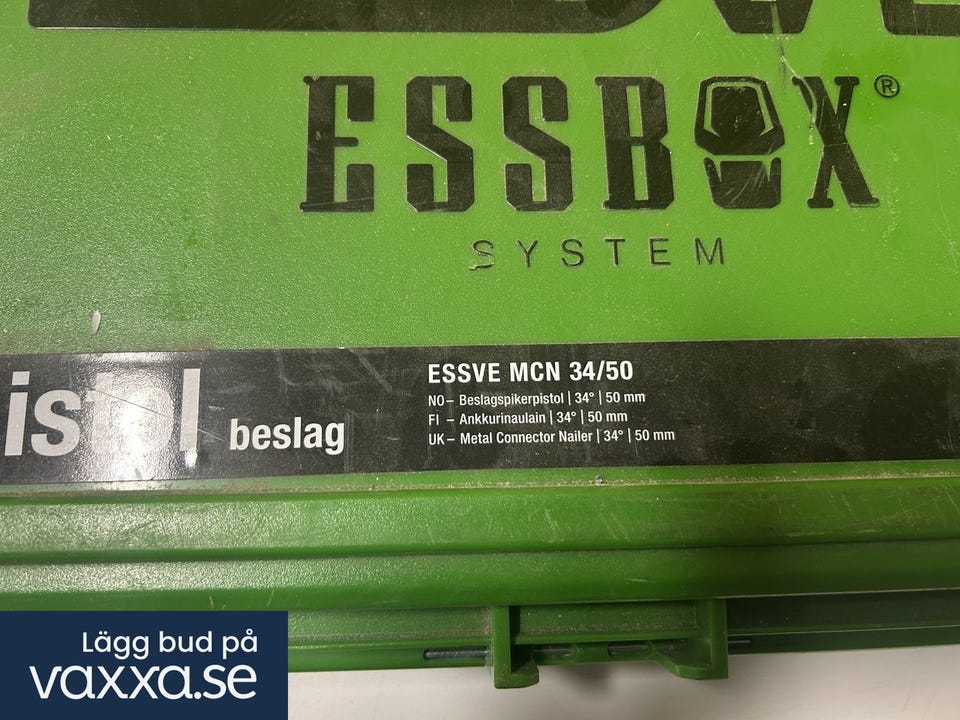 ESSBOX®
SYSTEM
beslag
ESSVE MCN 34/50
NO – Beslagspikerpistol | 34° | 50 mm
FI – Ankkurinaulain | 34° | 50 mm
UK – Metal Connector Nailer | 34° | 50 mm
Lägg bud på
vaxxa.se